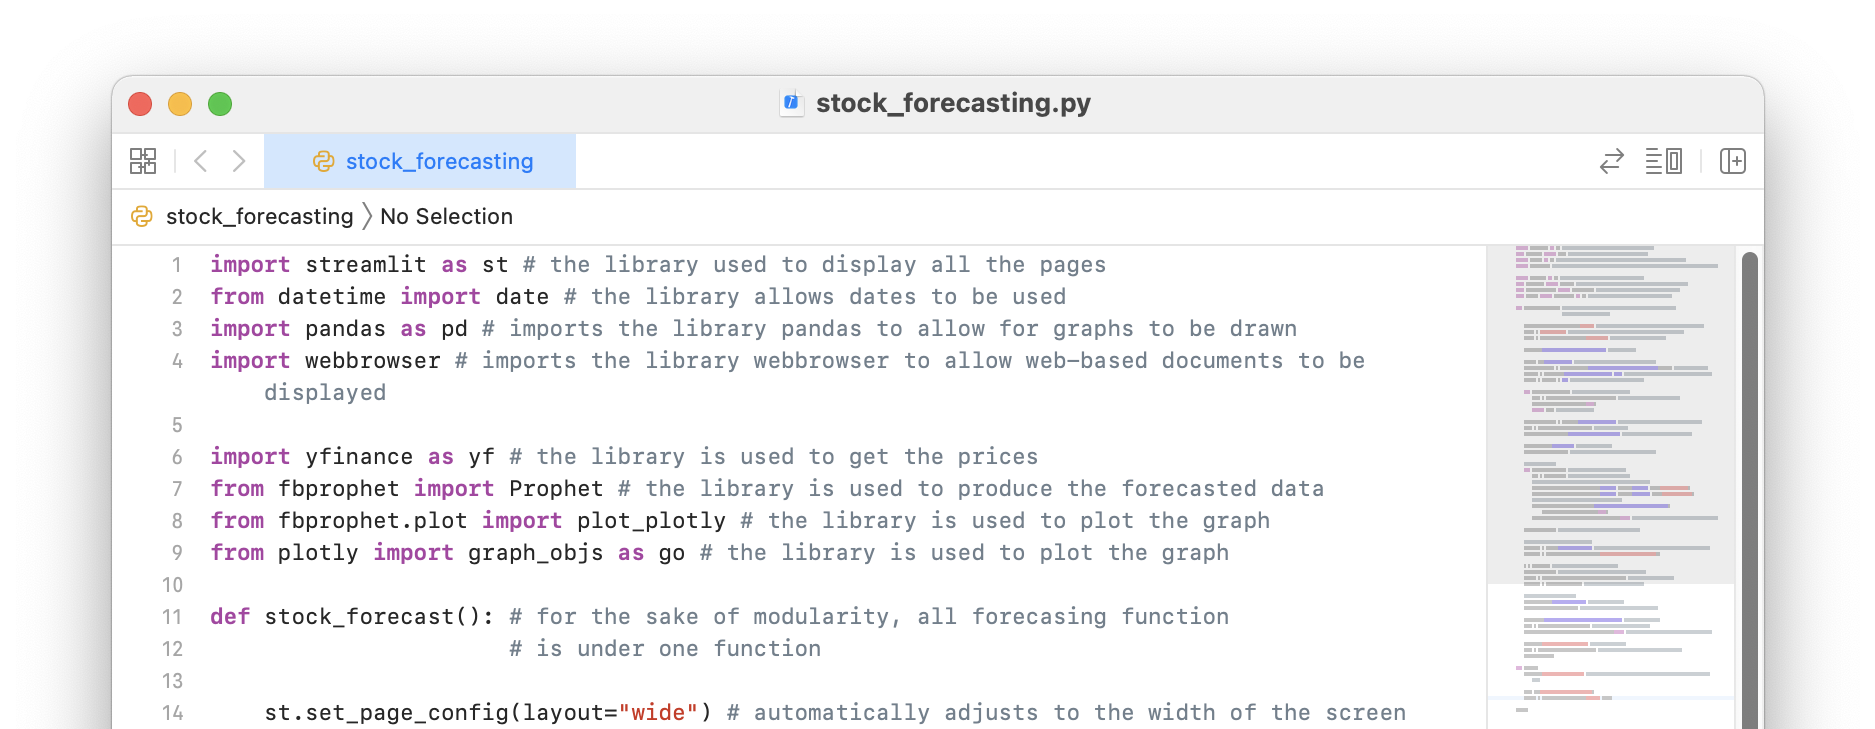 stock_forecasting.py
stock_forecasting
stock_forecasting No Selection
1 import streamlit as st # the library used to display all the pages
2 from datetime import date # the library allows dates to be used
3 import pandas as pd # imports the library pandas to allow for graphs to be drawn
4 import webbrowser # imports the library webbrowser to allow web-based documents to be
displayed
5
6 import yfinance as yf # the library is used to get the prices
7 from fbprophet import Prophet # the library is used to produce the forecasted data
8 from fbprophet.plot import plot_plotly # the library is used to plot the graph
9 from plotly import graph_objs as go # the library is used to plot the graph
10
11 def stock_forecast(): # for the sake of modularity, all forecasing function
12 # is under one function
13
14 st.set_page_config(layout="wide") # automatically adjusts to the width of the screen